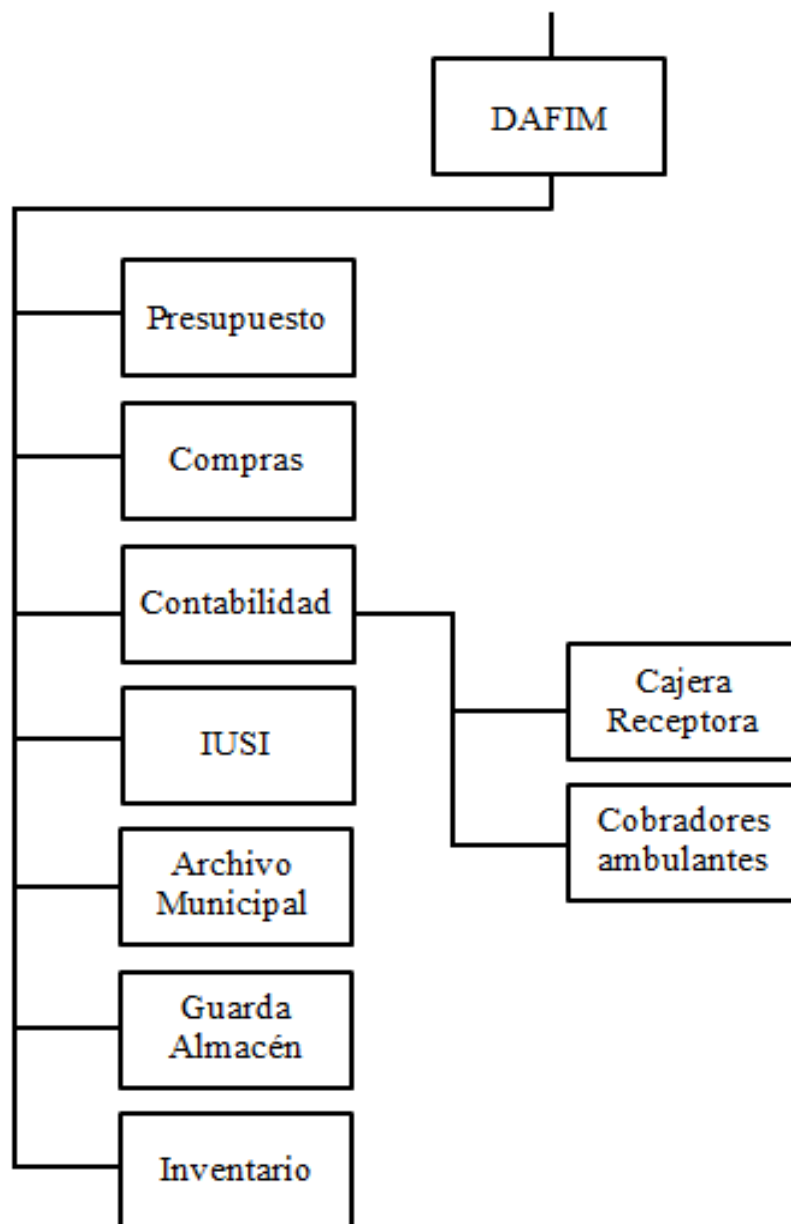 DAFIM
Presupuesto
Compras
Contabilidad
Cajera
Receptora
IUSI
Cobradores
ambulantes
Archivo
Municipal
Guarda
Almacén
Inventario